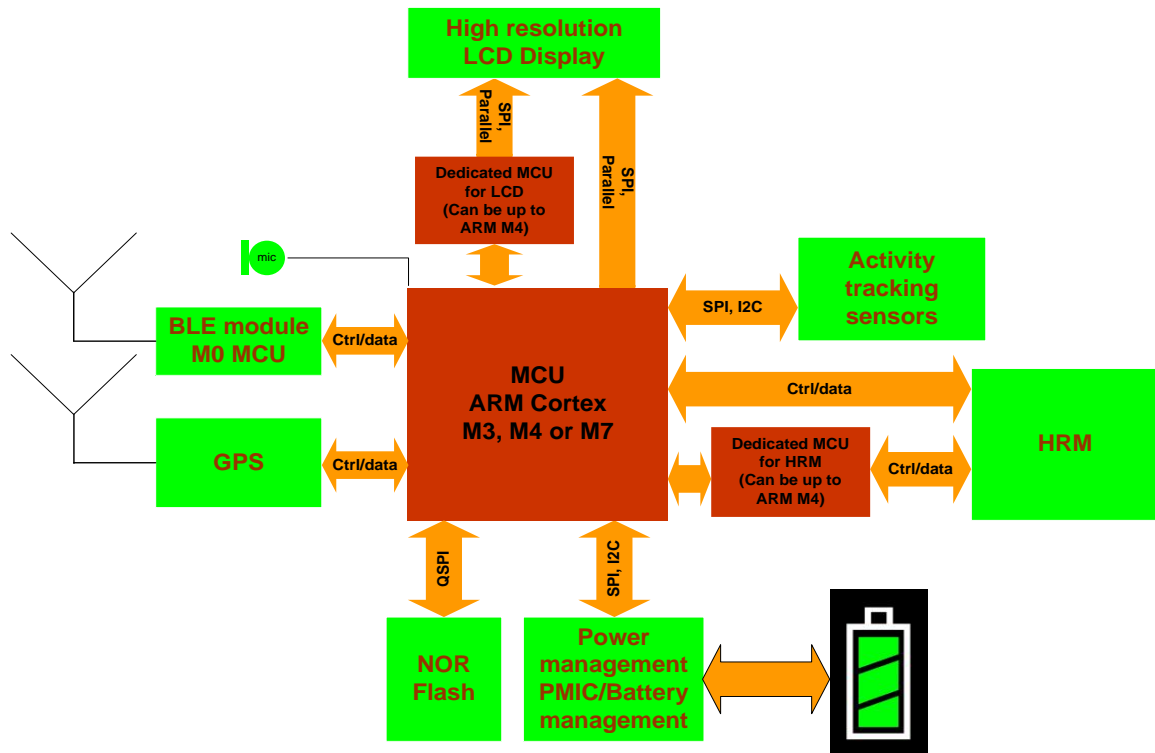 High resolution
LCD Display
SPI,
Parallel
SPI,
Parallel
Dedicated MCU
for LCD
(Can be up to
ARM M4)
mic
Activity
tracking
sensors
SPI, I2C
BLE module
M0 MCU
Ctrl/data
MCU
ARM Cortex
M3, M4 or M7
Ctrl/data
HRM
GPS
Ctrl/data
Dedicated MCU
for HRM
(Can be up to
ARM M4)
Ctrl/data
QSPI
SPI, I2C
NOR
Flash
Power
management
PMIC/Battery
management